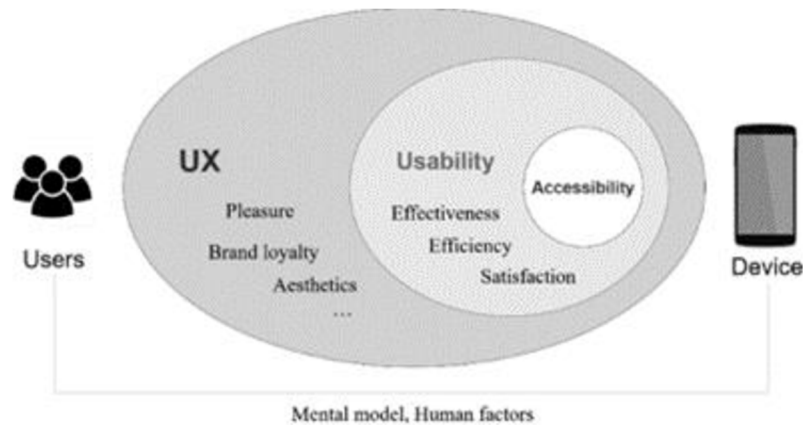 UX
Usability
Accessibility
Pleasure
Effectiveness
Brand loyalty
Efficiency
Aesthetics
Satisfaction
...
Users
Device
Mental model, Human factors